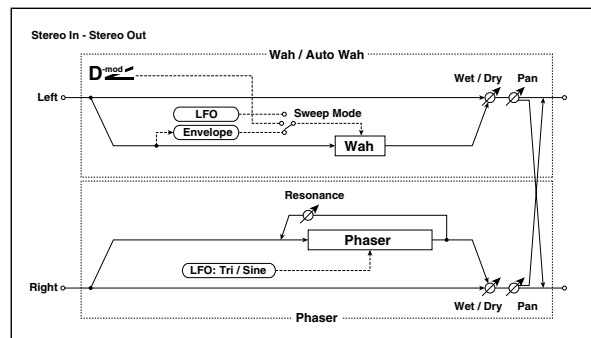 Stereo In - Stereo Out
Wah / Auto Wah
D-mod
Wet / Dry
Pan
Left
LFO
Sweep Mode
Envelope
Wah
Resonance
Phaser
LFO: Tri / Sine
Right
Wet / Dry
Pan
Phaser